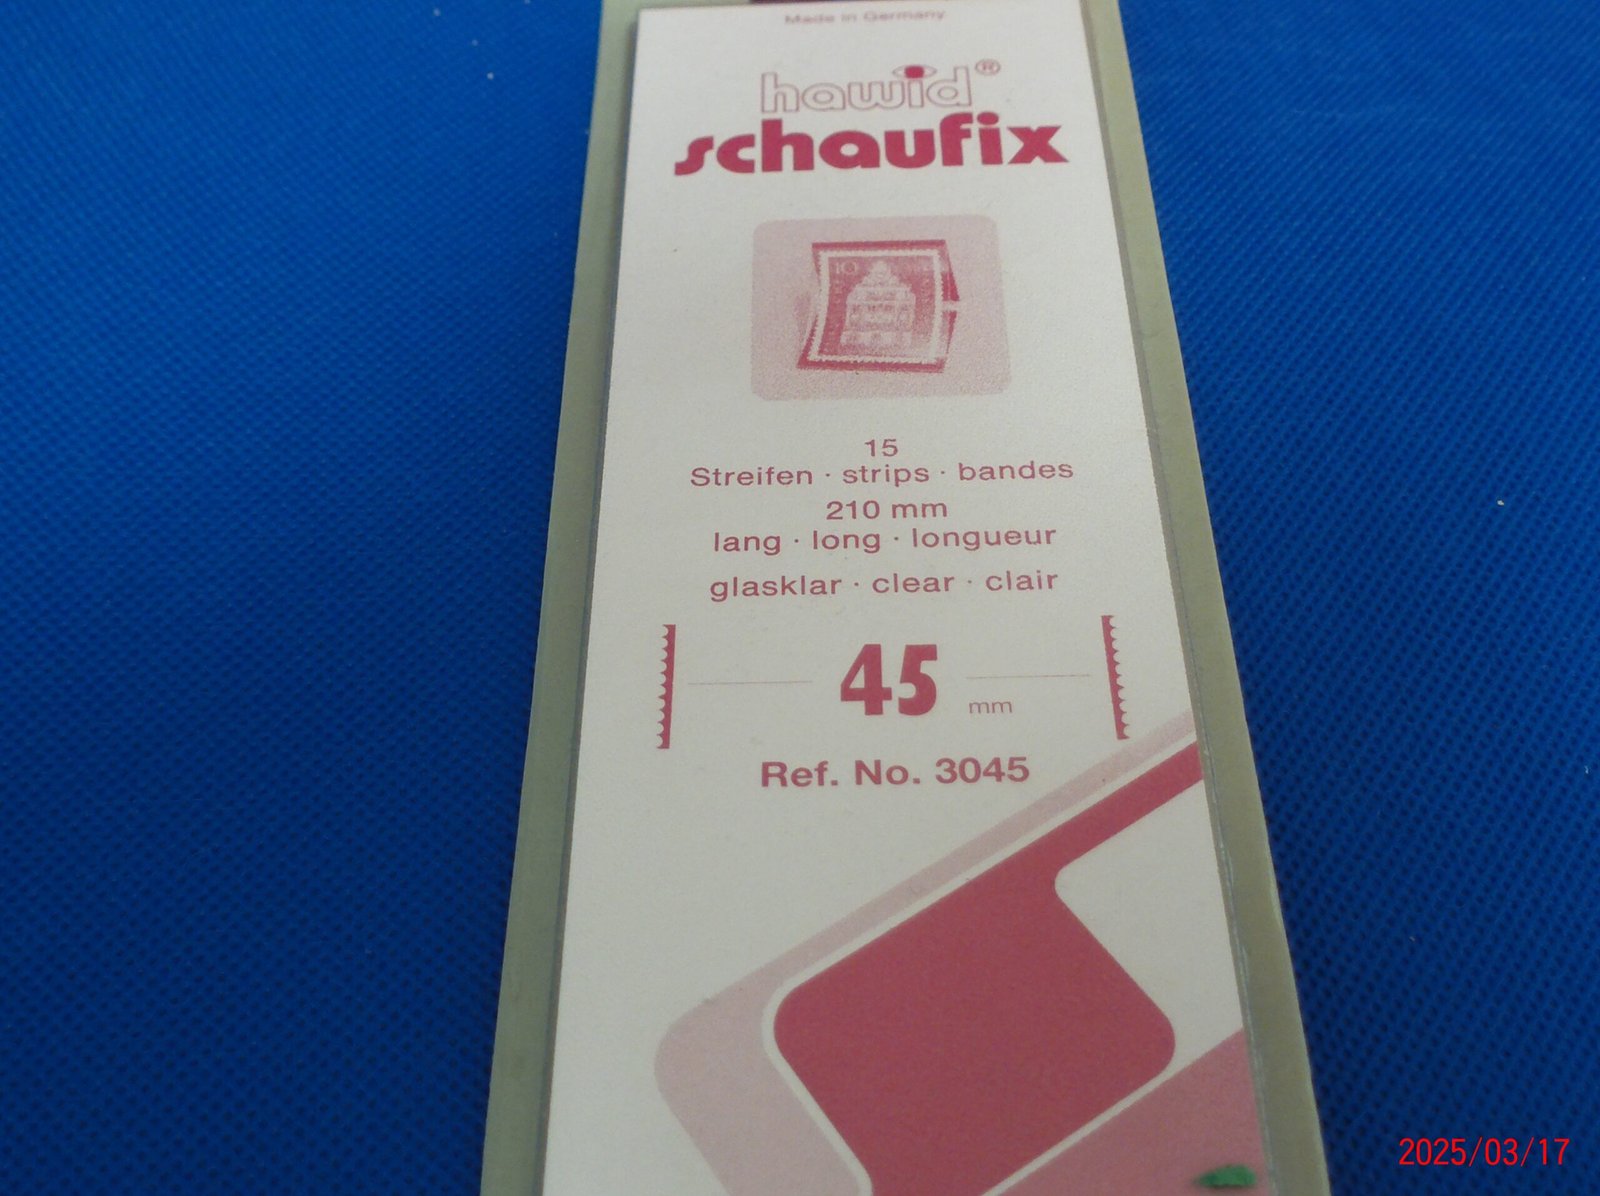 Made in Germany
hawid®
schaufix
10
15
Streifen · strips · bandes
210 mm
lang · long · longueur
glasklar · clear · clair
45 mm
Ref. No. 3045
2025/03/17